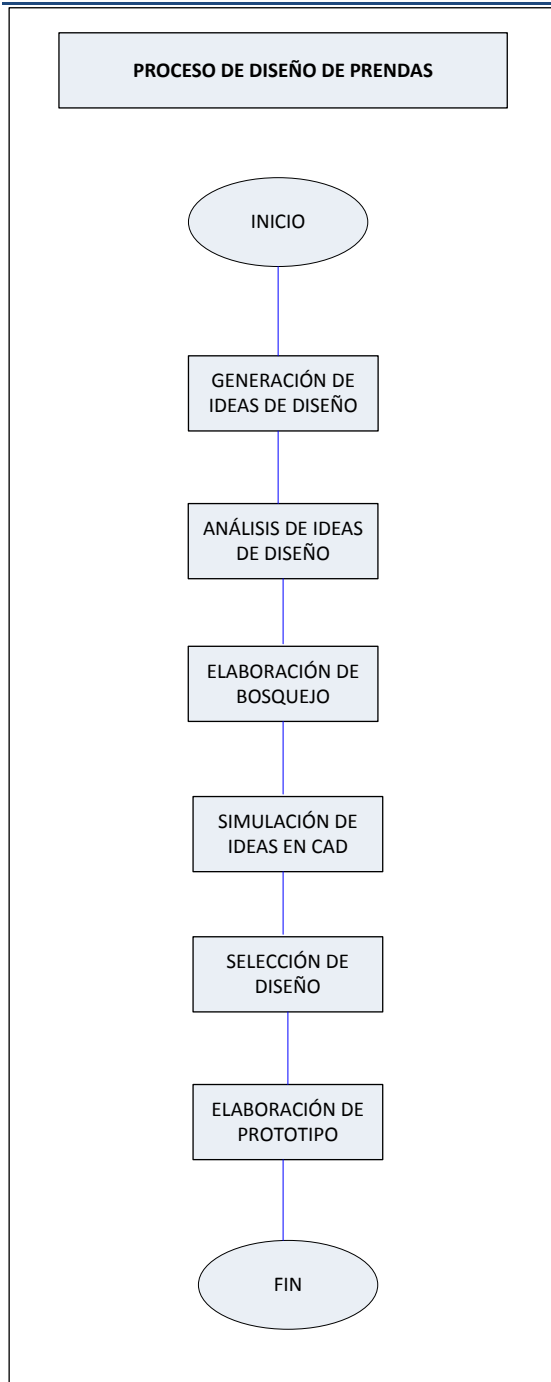 PROCESO DE DISEÑO DE PRENDAS
INICIO
GENERACIÓN DE
IDEAS DE DISEÑO
ANÁLISIS DE IDEAS
DE DISEÑO
ELABORACIÓN DE
BOSQUEJO
SIMULACIÓN DE
IDEAS EN CAD
SELECCIÓN DE
DISEÑO
ELABORACIÓN DE
PROTOTIPO
FIN